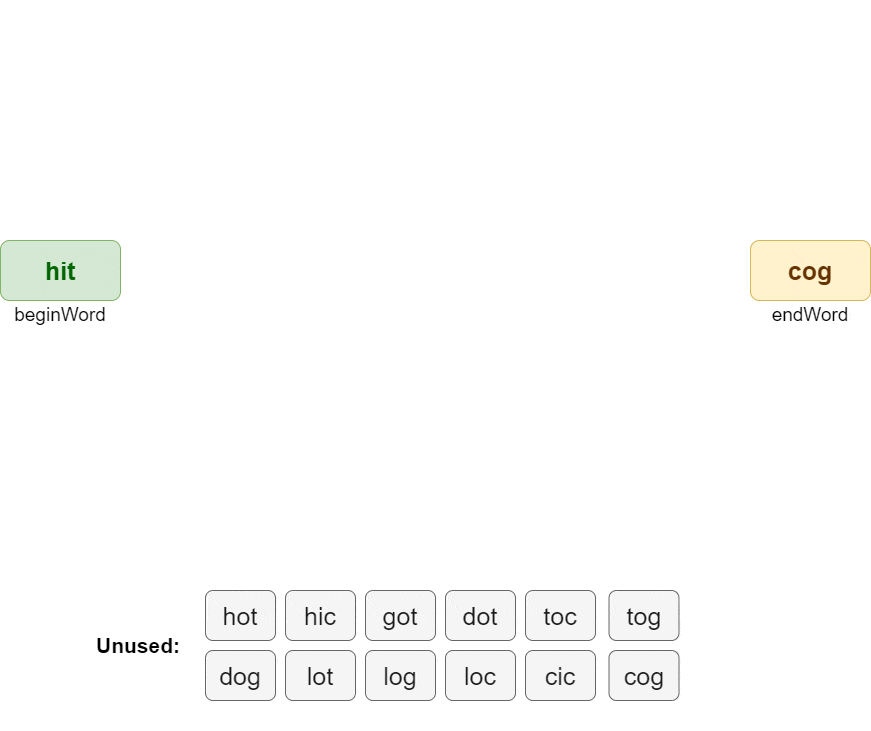 hit
beginWord
cog
endWord
Unused:
hot hic got dot toc tog
dog lot log loc cic cog